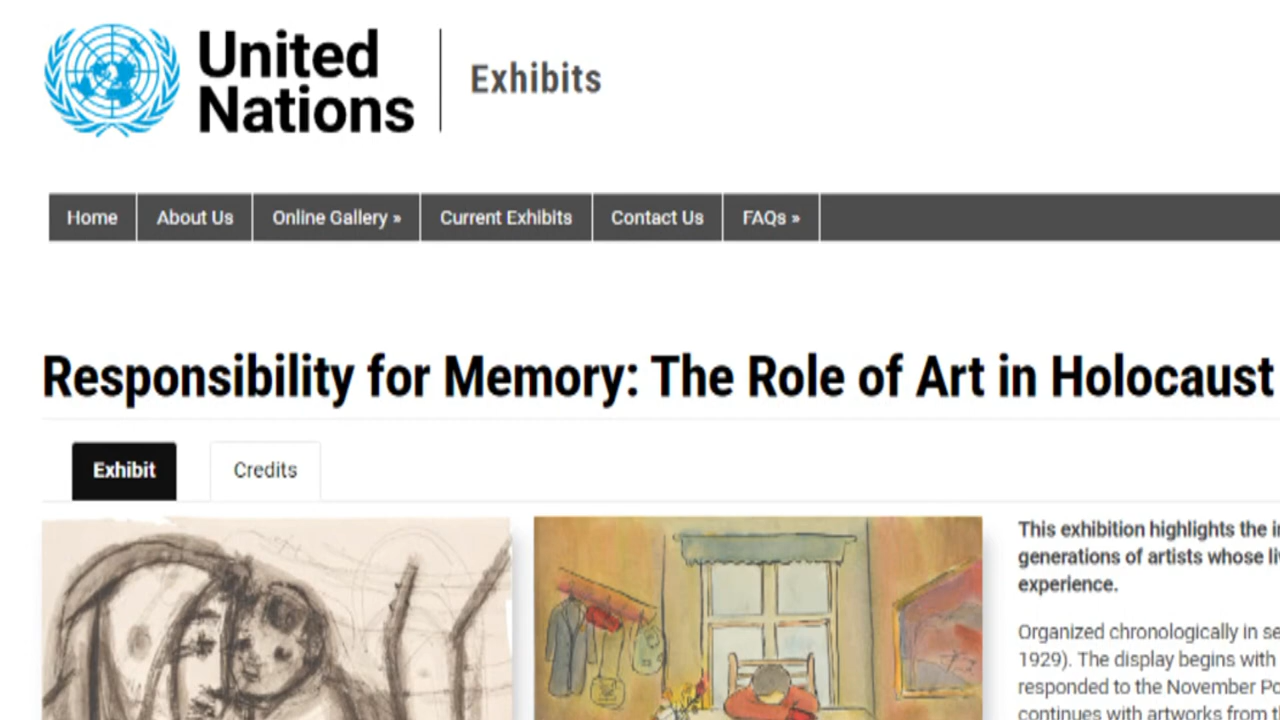 United
Nations
Exhibits
Home About Us Online Gallery » Current Exhibits Contact Us FAQs »
Responsibility for Memory: The Role of Art in Holocaust
Exhibit Credits
This exhibition highlights the
generations of artists whose
experience.
Organized chronologically in
1929). The display begins with
responded to the November
continues with artworks from